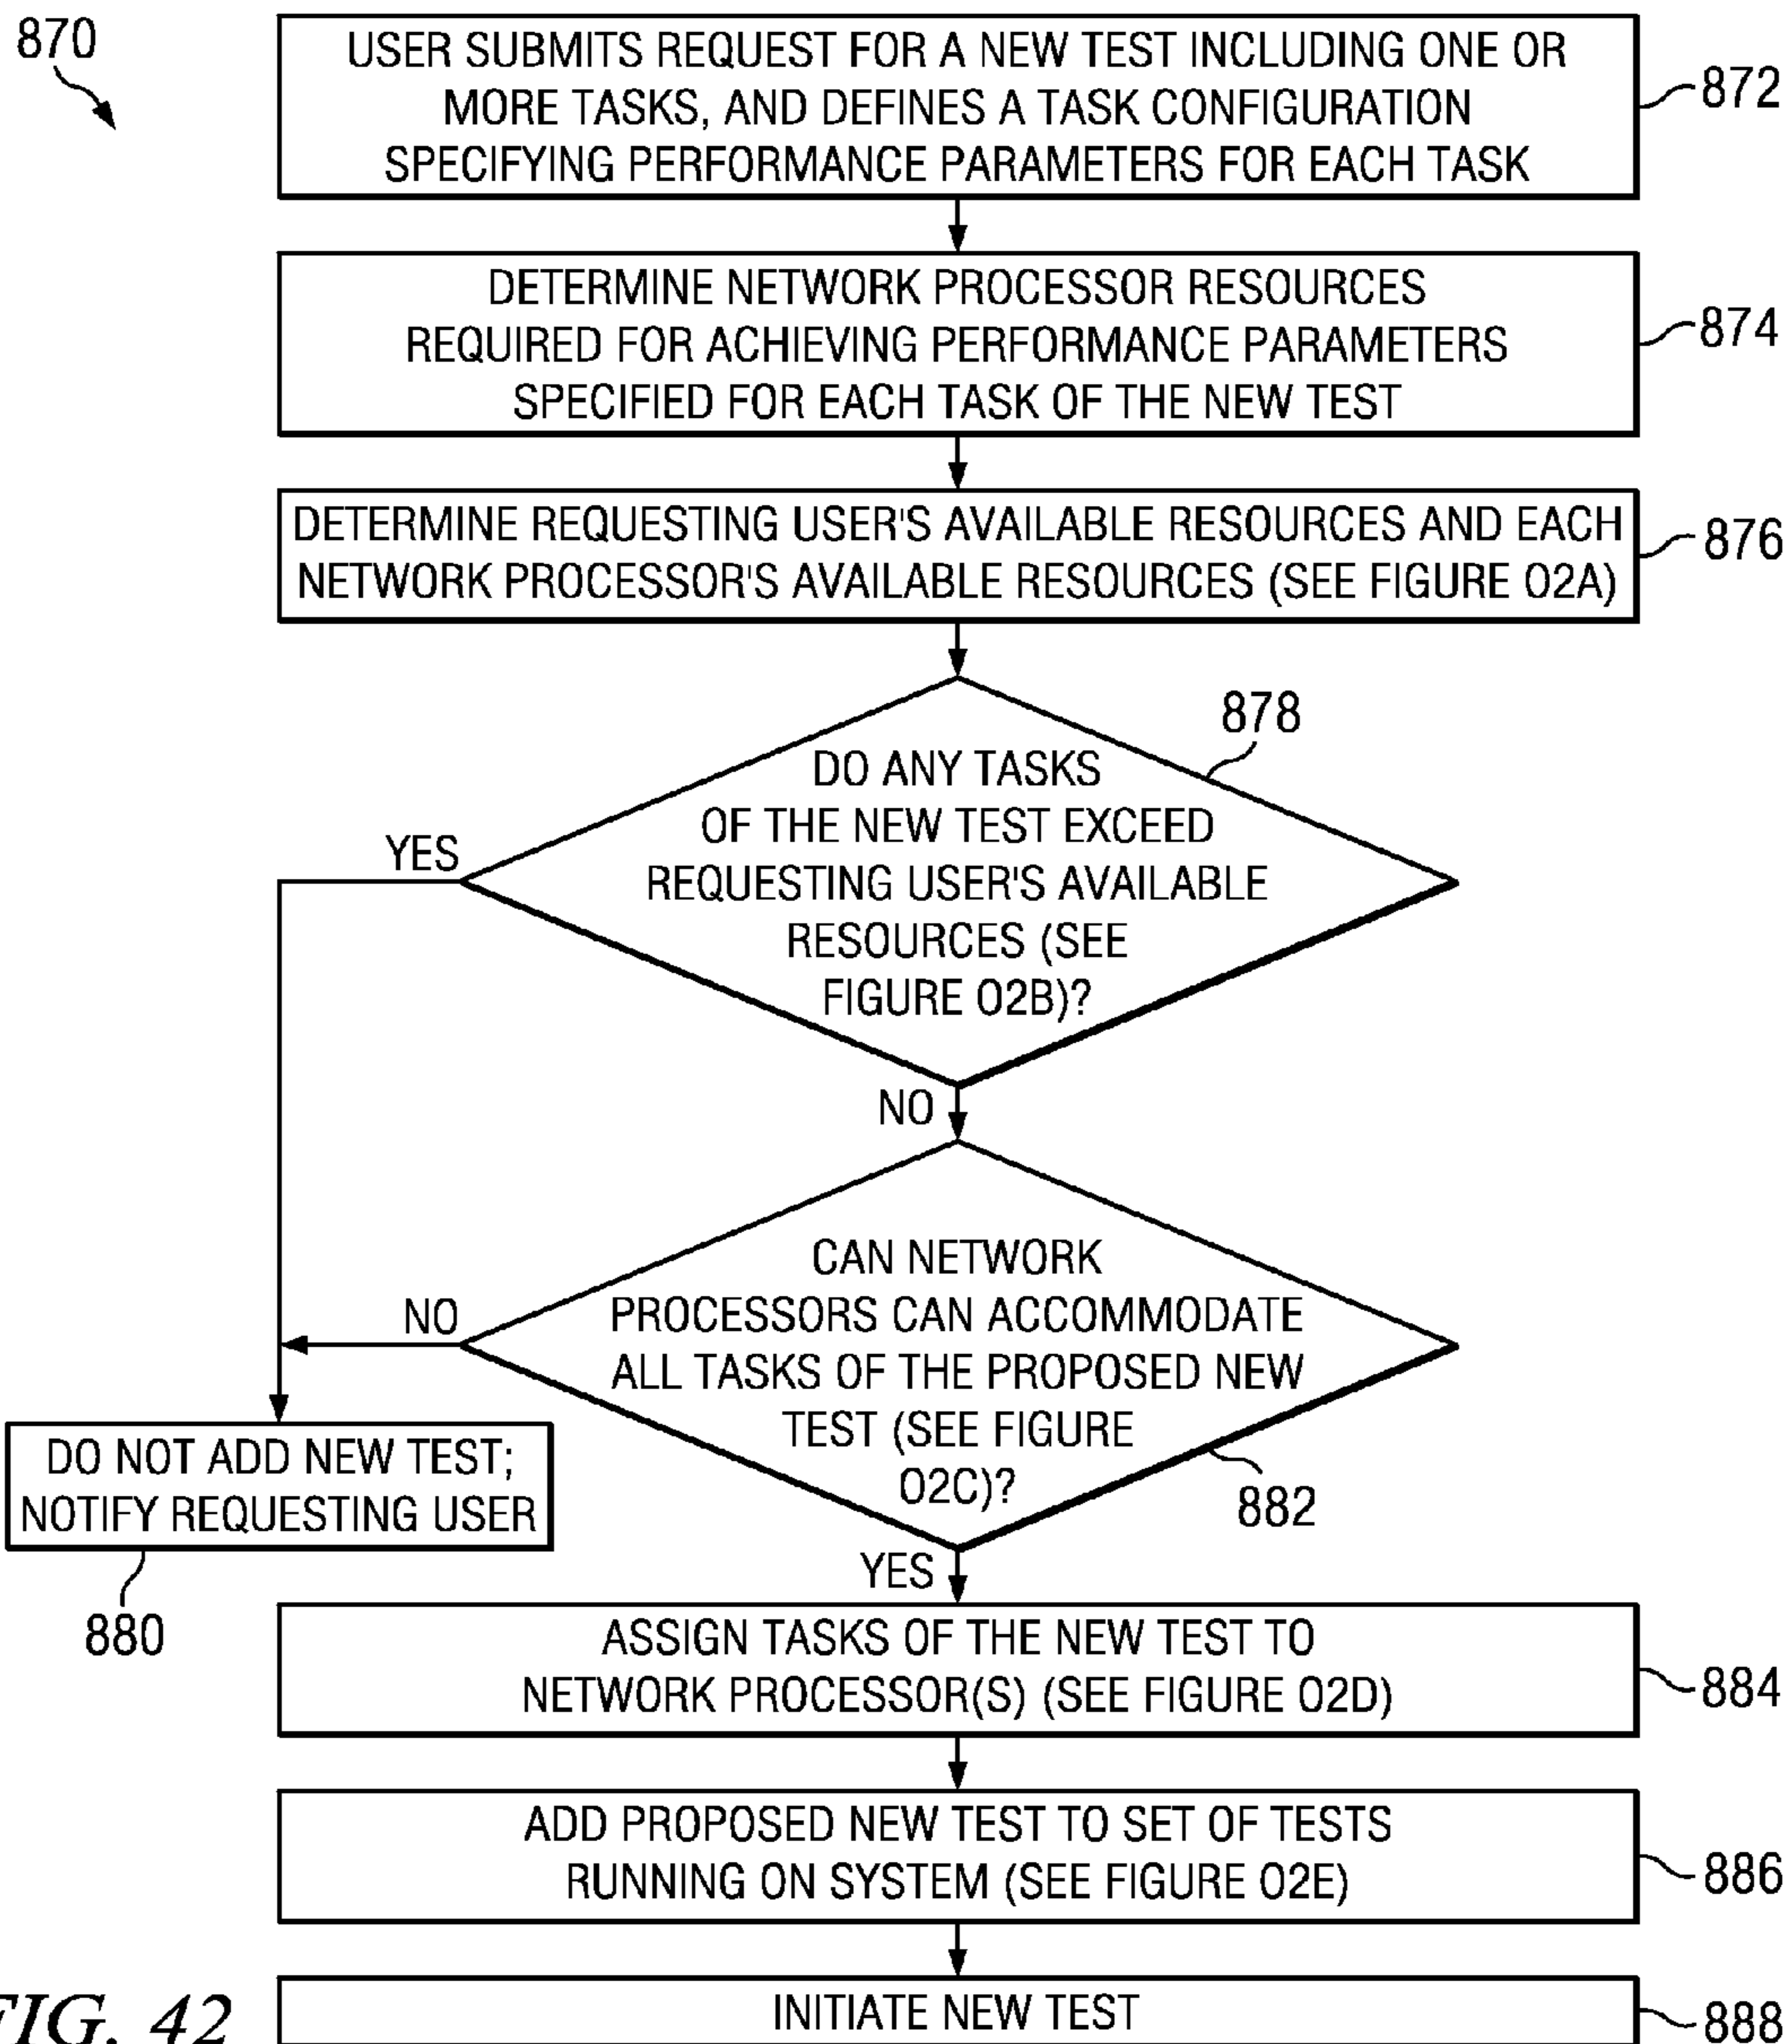 870
USER SUBMITS REQUEST FOR A NEW TEST INCLUDING ONE OR
MORE TASKS, AND DEFINES A TASK CONFIGURATION
SPECIFYING PERFORMANCE PARAMETERS FOR EACH TASK
872
DETERMINE NETWORK PROCESSOR RESOURCES
REQUIRED FOR ACHIEVING PERFORMANCE PARAMETERS
SPECIFIED FOR EACH TASK OF THE NEW TEST
874
DETERMINE REQUESTING USER'S AVAILABLE RESOURCES AND EACH
NETWORK PROCESSOR'S AVAILABLE RESOURCES (SEE FIGURE O2A)
876
878
DO ANY TASKS
OF THE NEW TEST EXCEED
REQUESTING USER'S AVAILABLE
RESOURCES (SEE
FIGURE O2B)?
YES
NO
CAN NETWORK
PROCESSORS CAN ACCOMMODATE
ALL TASKS OF THE PROPOSED NEW
TEST (SEE FIGURE
O2C)?
NO
882
DO NOT ADD NEW TEST;
NOTIFY REQUESTING USER
880
YES
ASSIGN TASKS OF THE NEW TEST TO
NETWORK PROCESSOR(S) (SEE FIGURE O2D)
884
ADD PROPOSED NEW TEST TO SET OF TESTS
RUNNING ON SYSTEM (SEE FIGURE O2E)
886
INITIATE NEW TEST
888
FIG. 42